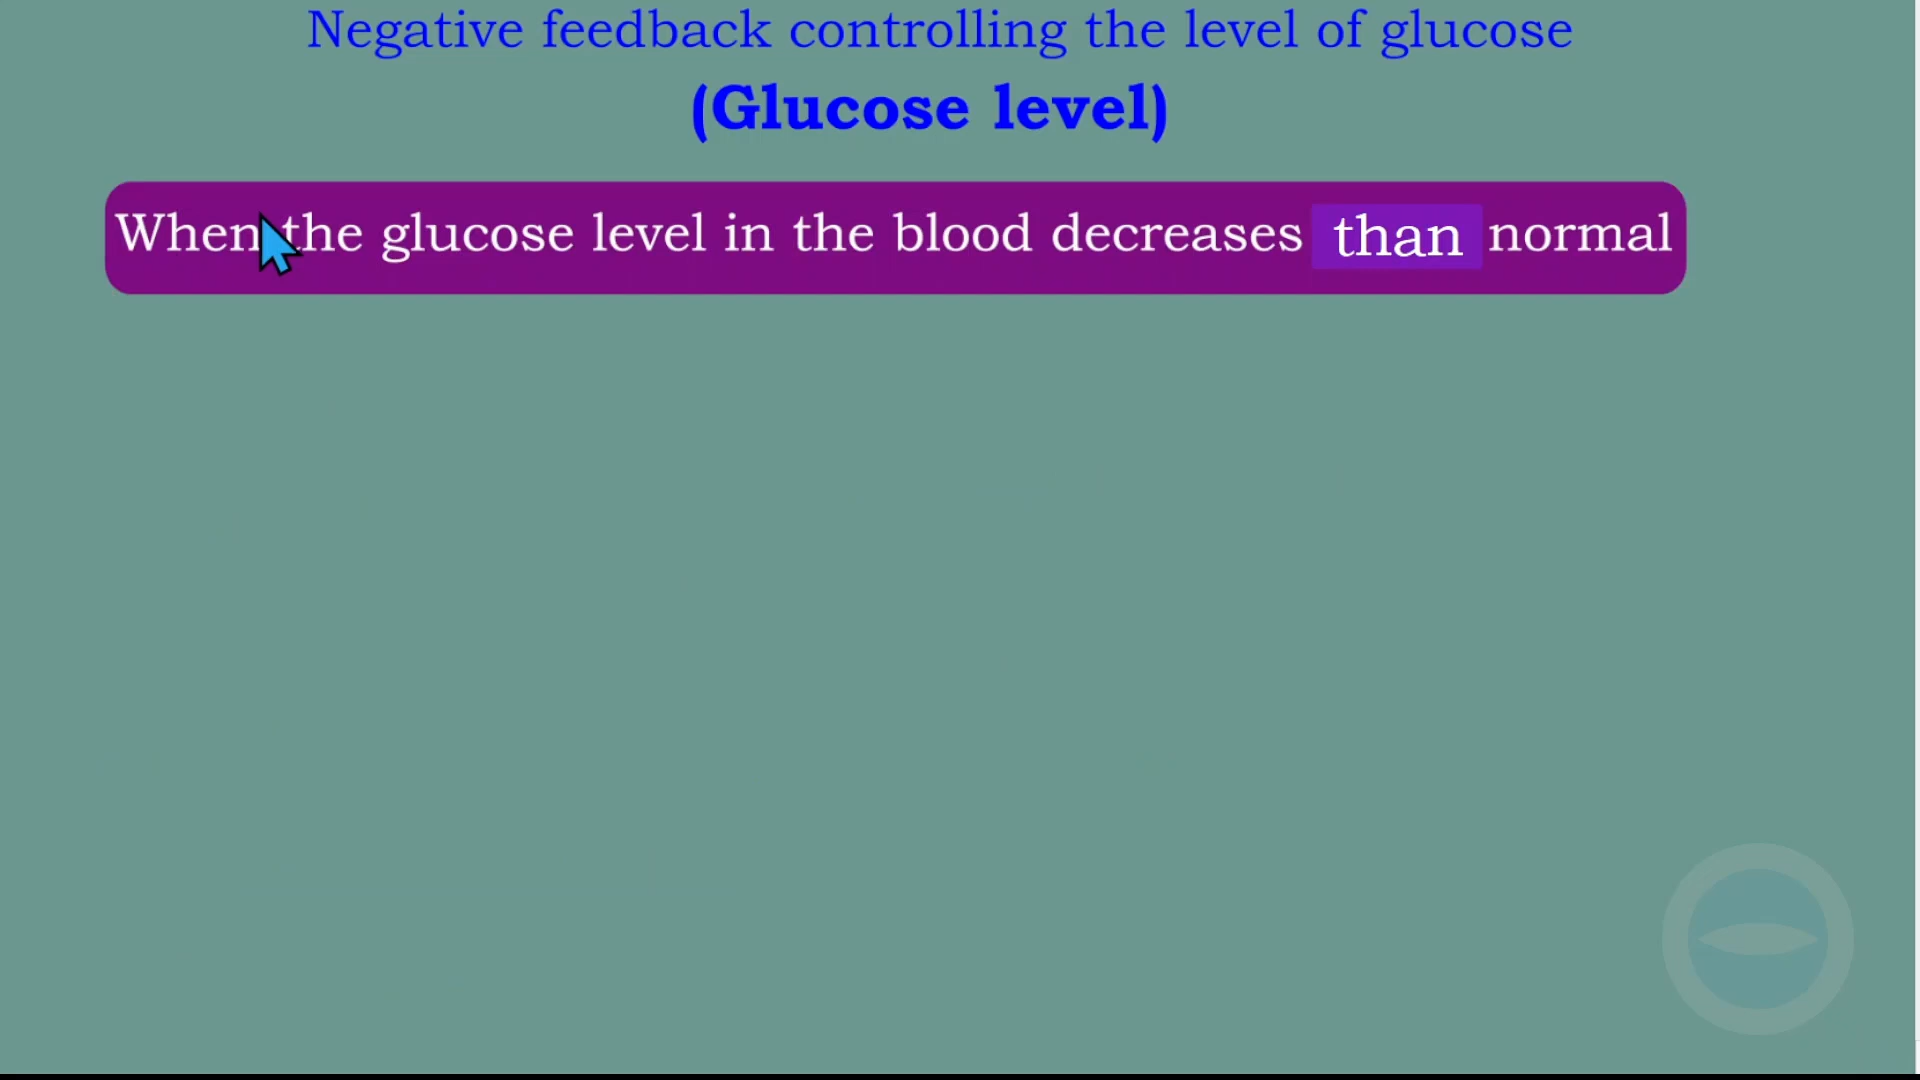 Negative feedback controlling the level of glucose
(Glucose level)
When the glucose level in the blood decreases than normal